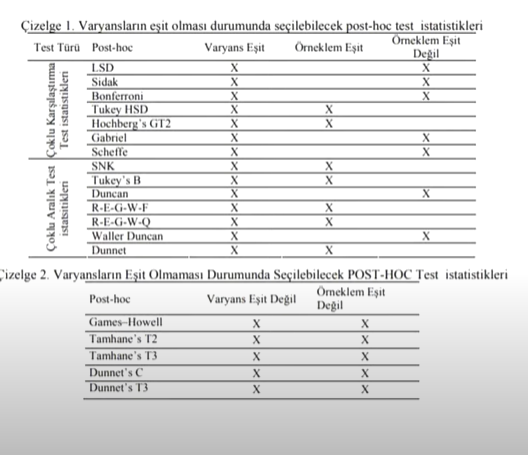 Çizelge 1. Varyansların eşit olması durumunda seçilebilecek post-hoc test istatistikleri
Test Türü Post-hoc Varyans Eşit Örneklem Eşit Örneklem Eşit Değil
Çoklu Karşılaştırma Test istatistikleri
LSD X X
Sidak X X
Bonferroni X X
Tukey HSD X X
Hochberg's GT2 X X
Gabriel X X
Scheffe X X
Çoklu Aralık Test istatsitikleri
SNK X X
Tukey's B X X
Duncan X X
R-E-G-W-F X X
R-E-G-W-Q X X
Waller Duncan X X
Dunnet X X
Çizelge 2. Varyansların Eşit Olmaması Durumunda Seçilebilecek POST-HOC Test istatistikleri
Post-hoc Varyans Eşit Değil Örneklem Eşit Değil
Games–Howell X X
Tamhane's T2 X X
Tamhane's T3 X X
Dunnet's C X X
Dunnet's T3 X X